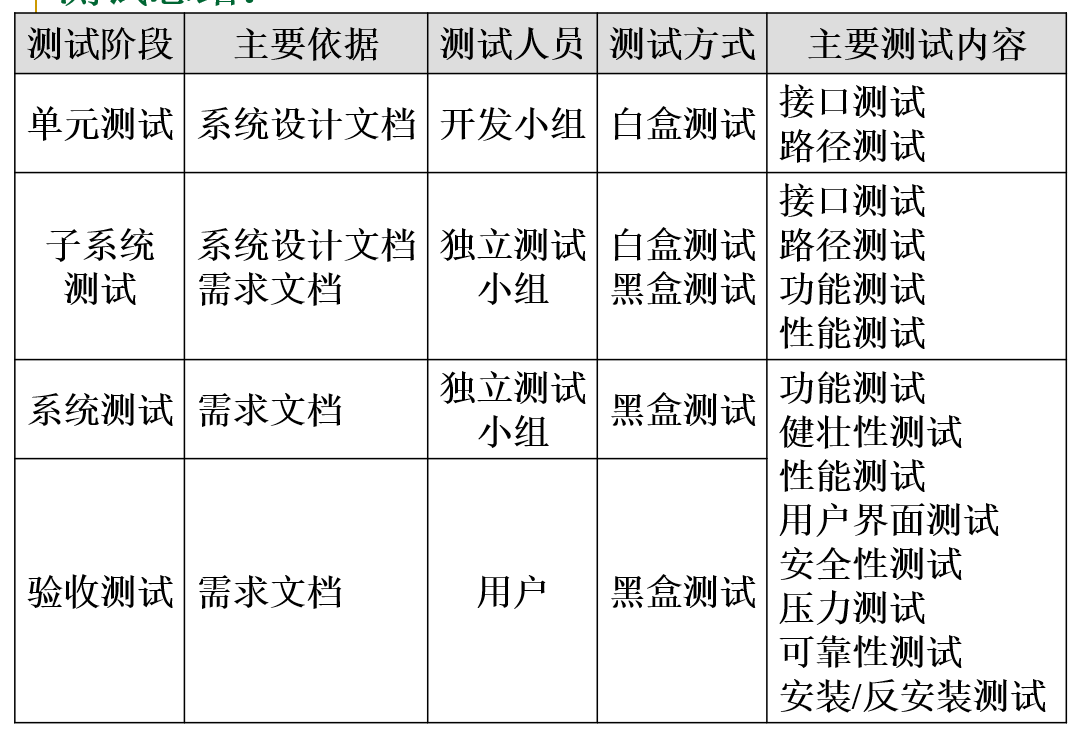 测试总结:
测试阶段 主要依据 测试人员 测试方式 主要测试内容
单元测试 系统设计文档 开发小组 白盒测试 接口测试
路径测试
子系统
测试 系统设计文档
需求文档 独立测试
小组 白盒测试
黑盒测试 接口测试
路径测试
功能测试
性能测试
系统测试 需求文档 独立测试
小组 黑盒测试
验收测试 需求文档 用户 黑盒测试
功能测试
健壮性测试
性能测试
用户界面测试
安全性测试
压力测试
可靠性测试
安装/反安装测试